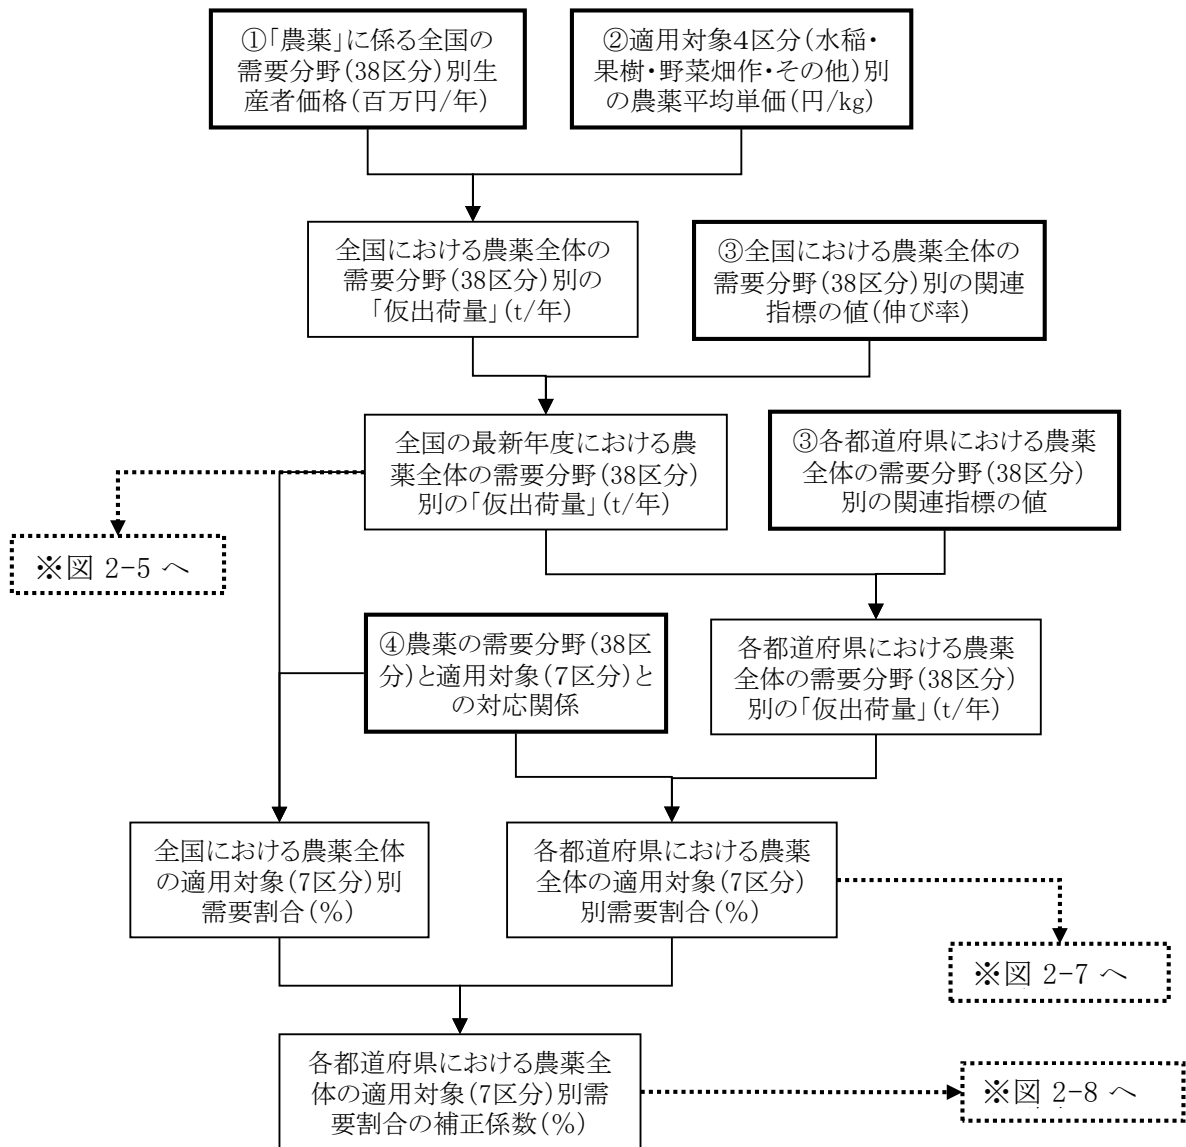 ①「農薬」に係る全国の
需要分野(38区分)別生
産者価格(百万円/年)
②適用対象4区分(水稲・
果樹・野菜畑作・その他)別
の農薬平均単価(円/kg)
全国における農薬全体の
需要分野(38区分)別の
「仮出荷量」(t/年)
③全国における農薬全体の
需要分野(38区分)別の関連
指標の値(伸び率)
全国の最新年度における農
薬全体の需要分野(38区分)
別の「仮出荷量」(t/年)
③各都道府県における農薬
全体の需要分野(38区分)
別の関連指標の値
※図 2-5 へ
④農薬の需要分野(38区
分)と適用対象(7区分)と
の対応関係
各都道府県における農薬
全体の需要分野(38区分)
別の「仮出荷量」(t/年)
全国における農薬全体
の適用対象(7区分)別
需要割合(%)
各都道府県における農薬
全体の適用対象(7区分)
別需要割合(%)
※図 2-7 へ
各都道府県における農薬全
体の適用対象(7区分)別需
要割合の補正係数(%)
※図 2-8 へ